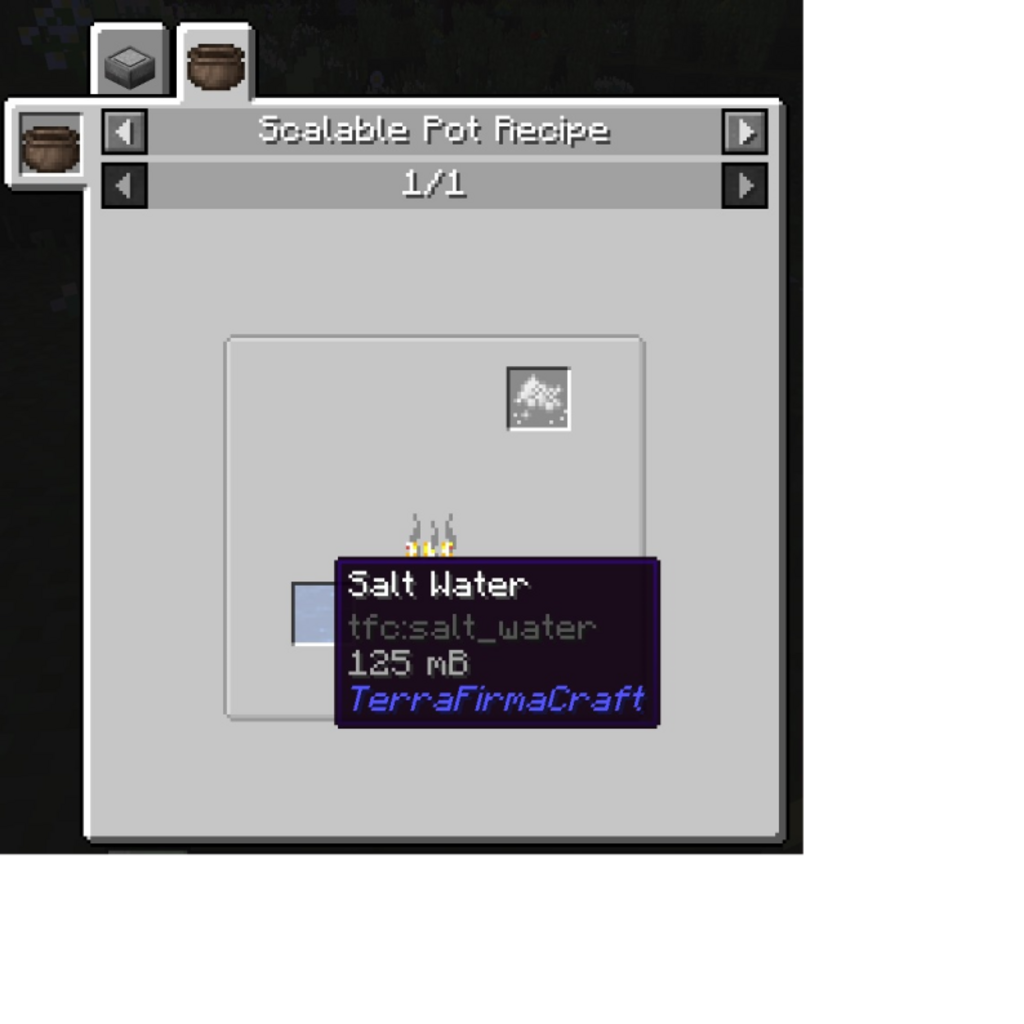 Scalable Pot Recipe
1/1
Salt Water
tfc:salt_water
125 mB
TerraFirmaCraft